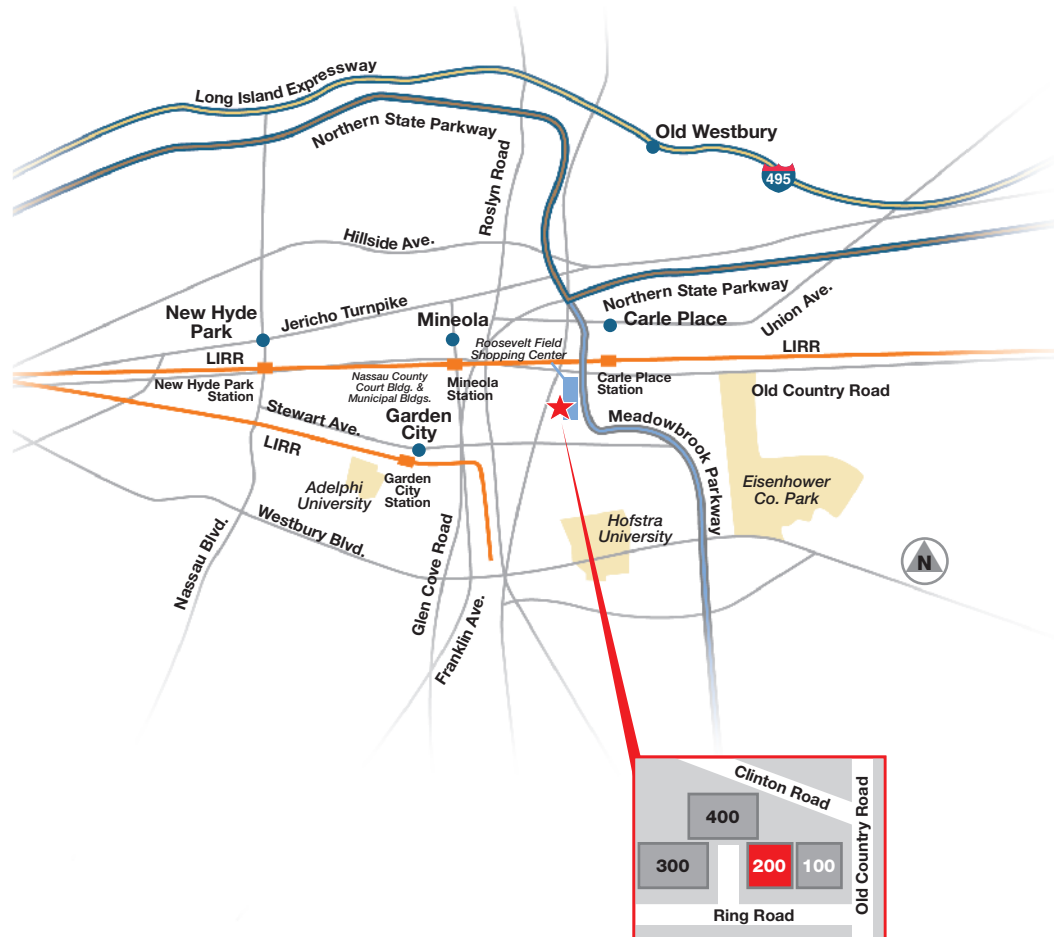 Long Island Expressway
Northern State Parkway
Old Westbury
495
Roslyn Road
Hillside Ave.
Northern State Parkway
Union Ave.
New Hyde
Park
Jericho Turnpike
Mineola
Carle Place
Roosevelt Field
Shopping Center
LIRR
LIRR
New Hyde Park
Station
Nassau County
Court Bldg. &
Municipal Bldgs.
Mineola
Station
Carle Place
Station
Old Country Road
Stewart Ave.
Garden
City
Meadowbrook Parkway
LIRR
Garden
City
Station
Adelphi
University
Eisenhower
Co. Park
Westbury Blvd.
Hofstra
University
Nassau Blvd.
Glen Cove Road
Franklin Ave.
N
Clinton Road
Old Country Road
400
300
200
100
Ring Road